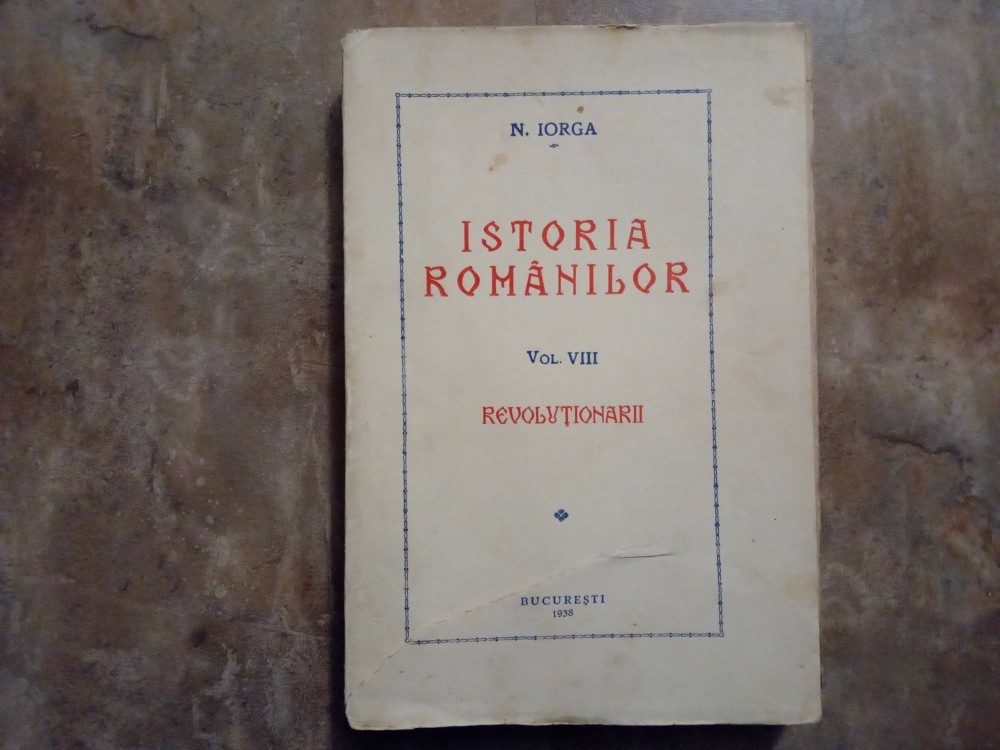 N. IORGA
ISTORIA
ROMÂNILOR
VOL. VIII
REVOLUȚIONARII
BUCUREȘTI
1938